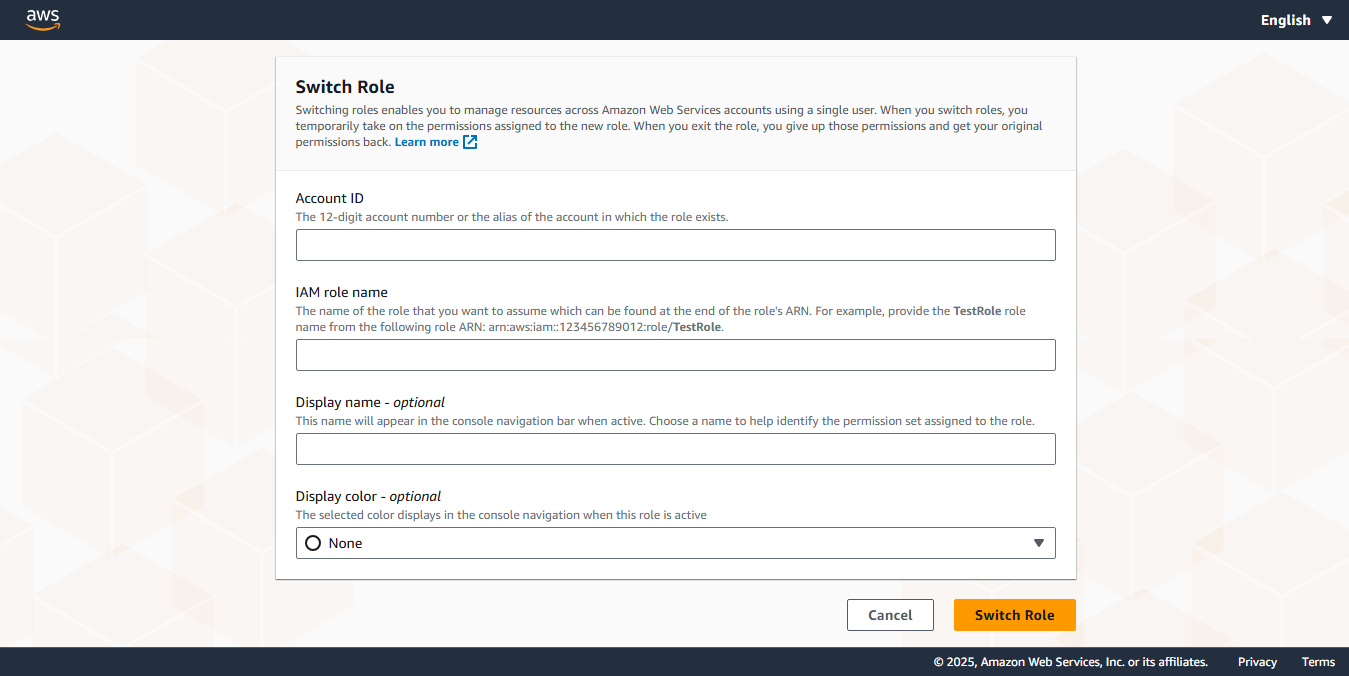 aws
English
Switch Role
Switching roles enables you to manage resources across Amazon Web Services accounts using a single user. When you switch roles, you
temporarily take on the permissions assigned to the new role. When you exit the role, you give up those permissions and get your original
permissions back. Learn more
Account ID
The 12-digit account number or the alias of the account in which the role exists.
IAM role name
The name of the role that you want to assume which can be found at the end of the role's ARN. For example, provide the TestRole role
name from the following role ARN: arn:aws:iam::123456789012:role/TestRole.
Display name - optional
This name will appear in the console navigation bar when active. Choose a name to help identify the permission set assigned to the role.
Display color - optional
The selected color displays in the console navigation when this role is active
None
Cancel
Switch Role
© 2025, Amazon Web Services, Inc. or its affiliates.
Privacy
Terms